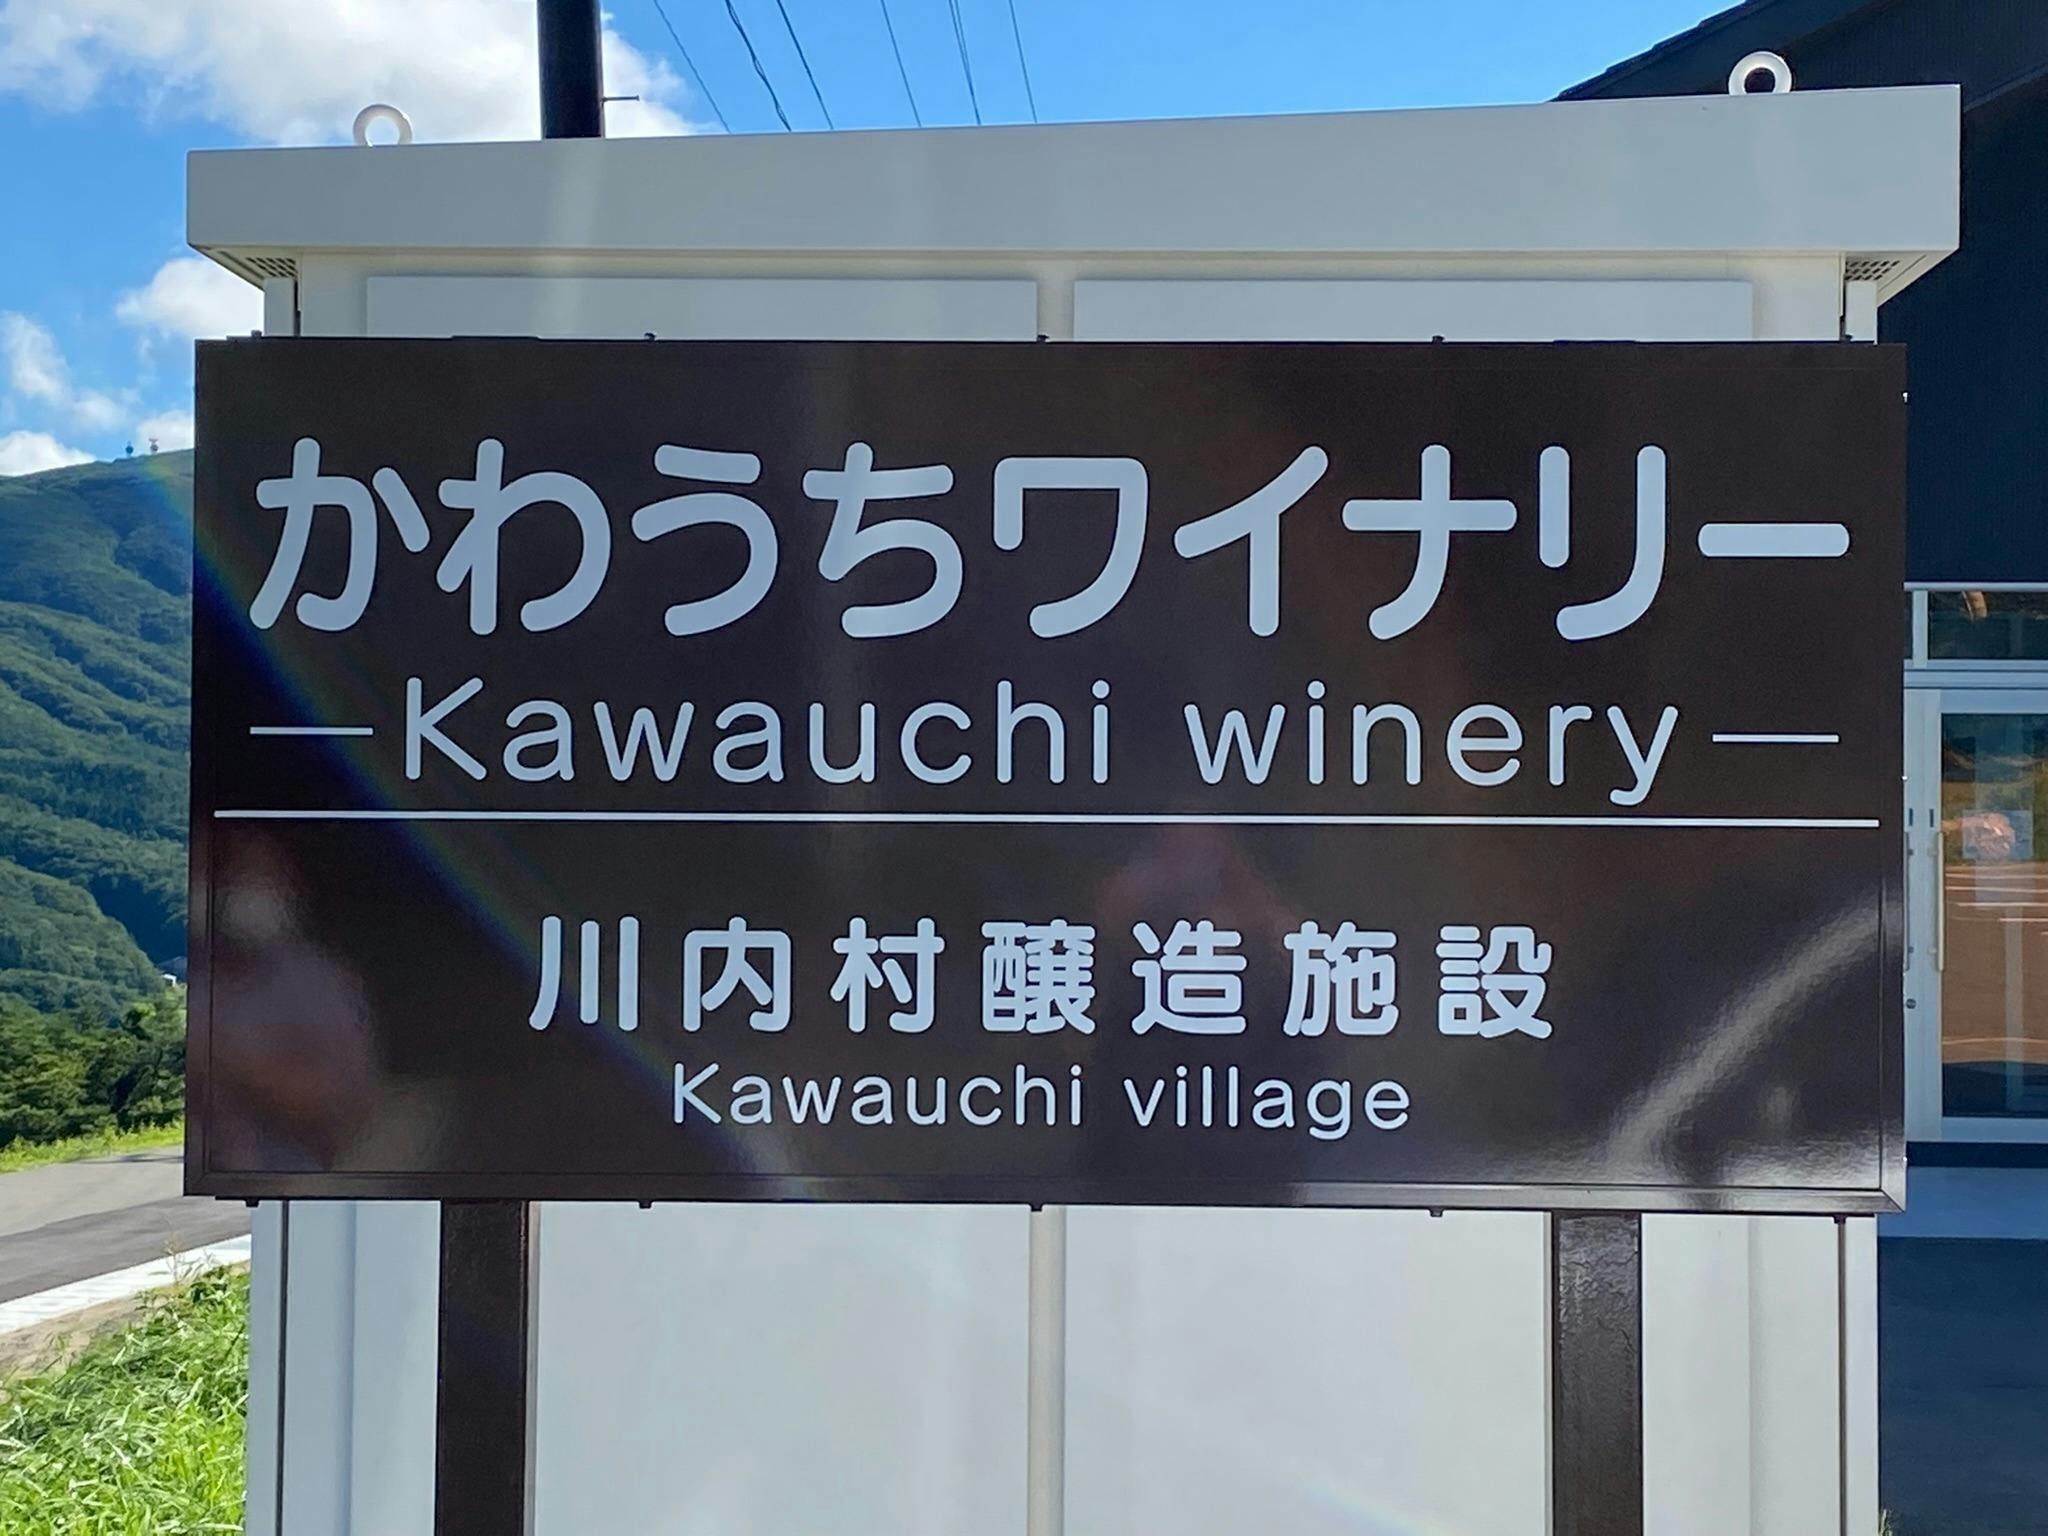 かわうちワイナリー
—Kawauchi winery—
川内村醸造施設
Kawauchi village